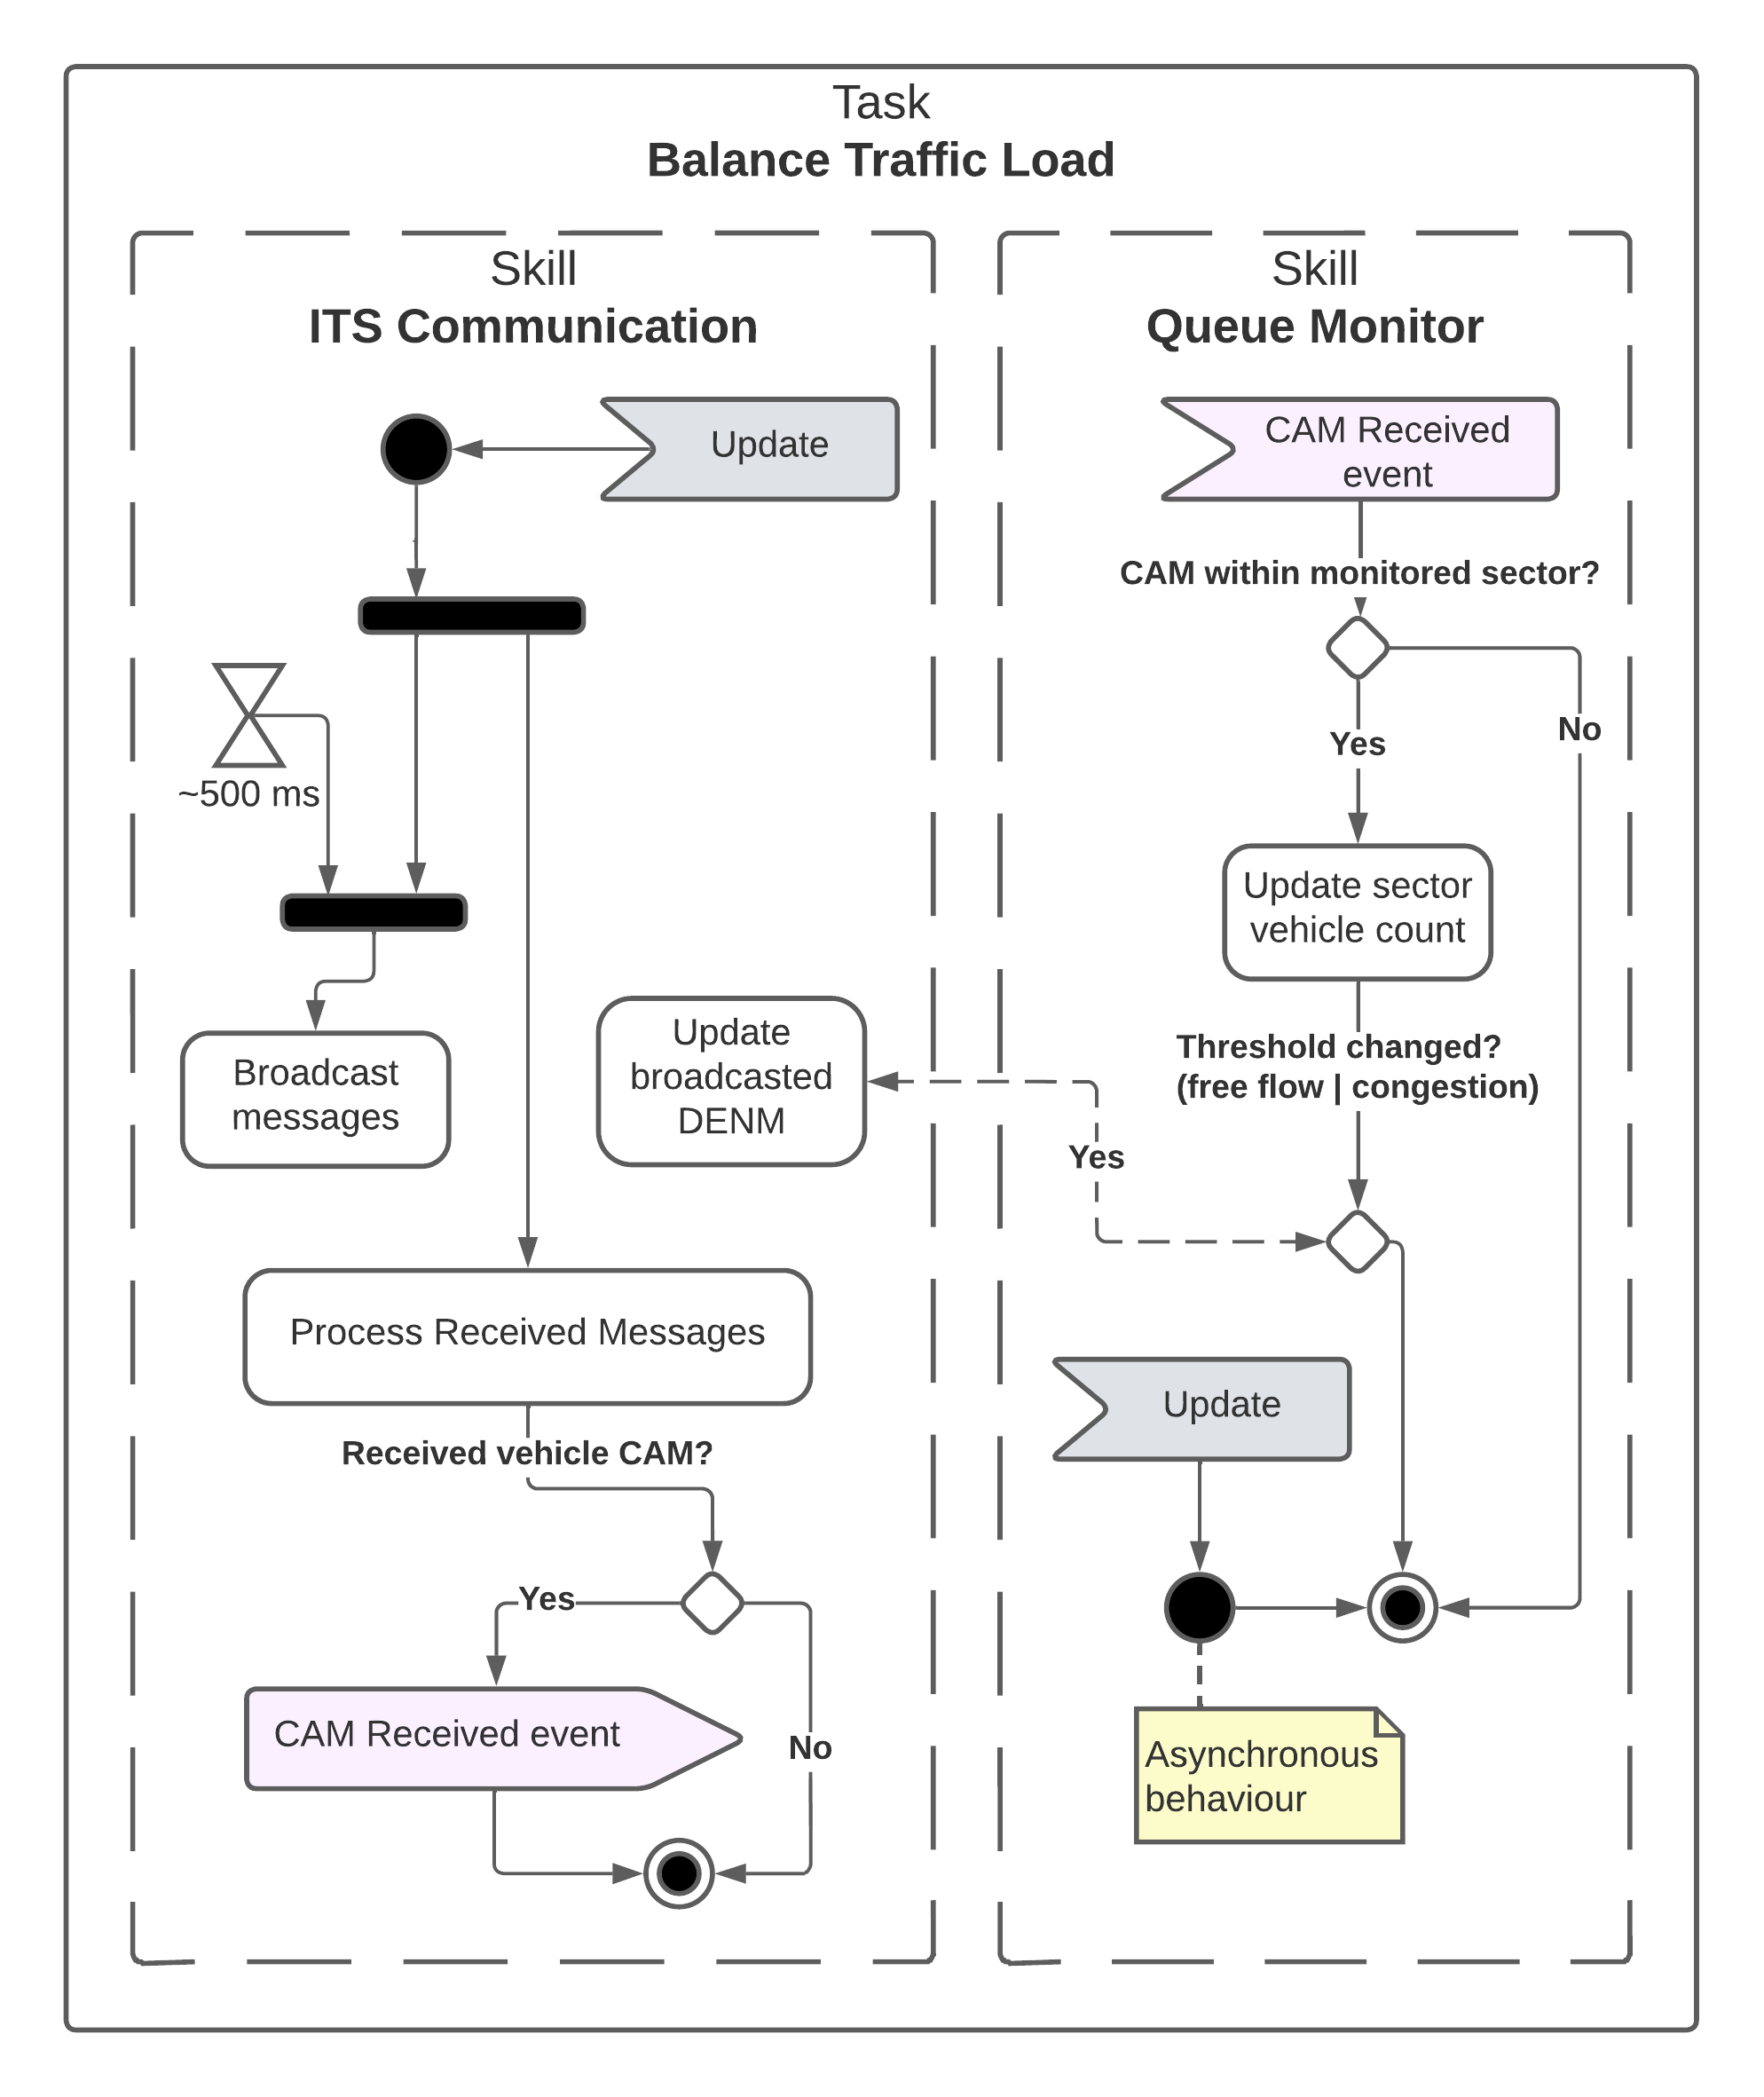 Task
Balance Traffic Load
Skill
ITS Communication
Update
~500 ms
Broadcast
messages
Update
broadcasted
DENM
Process Received Messages
Received vehicle CAM?
Yes
No
CAM Received event
Skill
Queue Monitor
CAM Received
event
CAM within monitored sector?
Yes
No
Update sector
vehicle count
Threshold changed?
(free flow | congestion)
Yes
Update
Asynchronous
behaviour